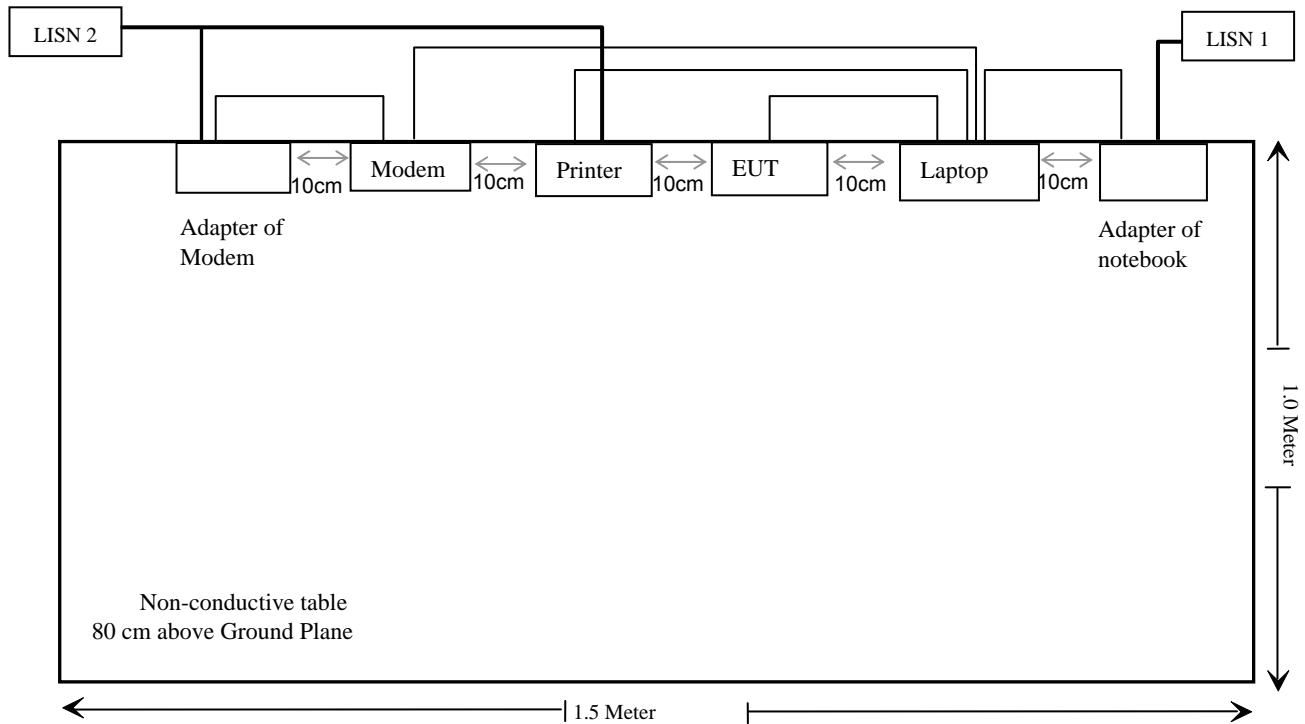 LISN 2
LISN 1
Modem
Printer
EUT
Laptop
10cm
10cm
10cm
10cm
10cm
Adapter of
Modem
Adapter of
notebook
1.0 Meter
Non-conductive table
80 cm above Ground Plane
1.5 Meter